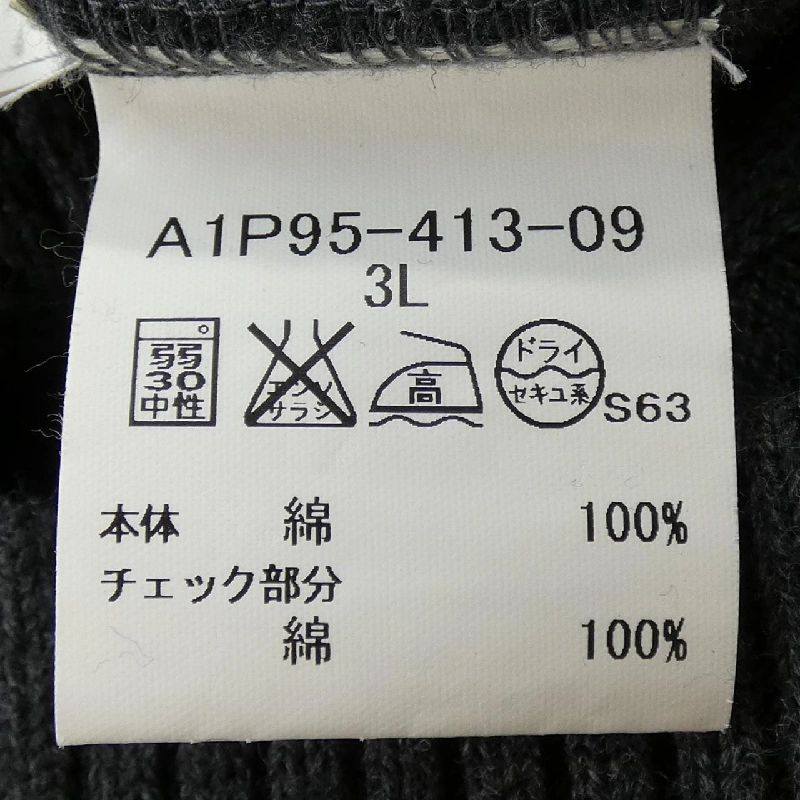 A1P95-413-09
3L
弱
30
中性
エンソ
サラシ
高
ドライ
セキユ系
S63
本体 綿 100%
チェック部分
綿 100%